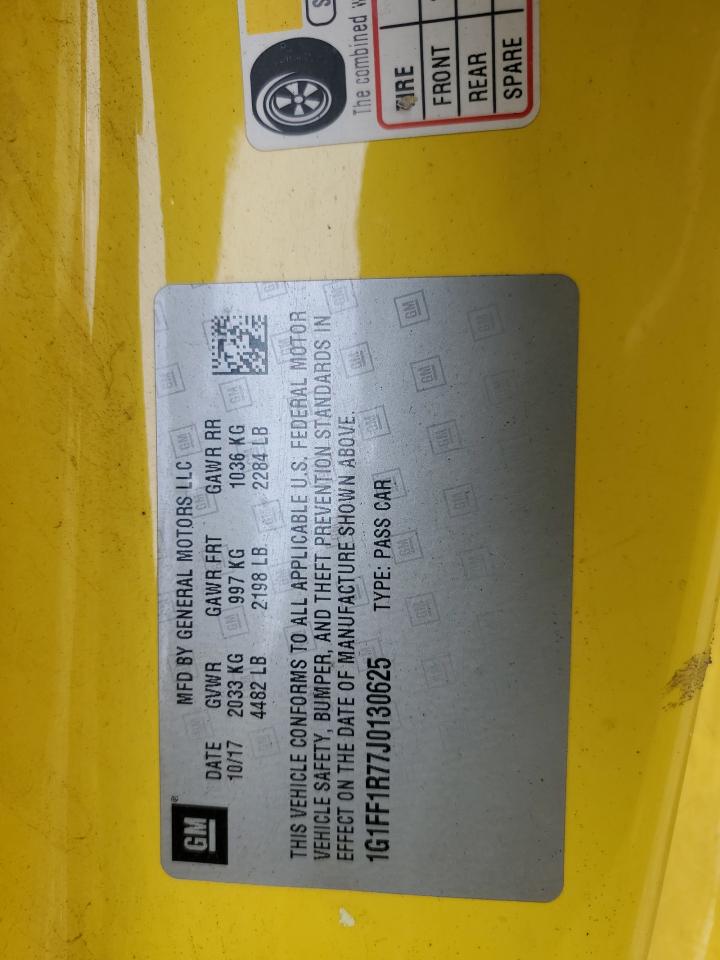 GM®
MFD BY GENERAL MOTORS LLC
DATE GVWR GAWR FRT GAWR RR
10/17 2033 KG 997 KG 1036 KG
4482 LB 2198 LB 2284 LB
THIS VEHICLE CONFORMS TO ALL APPLICABLE U.S. FEDERAL MOTOR
VEHICLE SAFETY, BUMPER, AND THEFT PREVENTION STANDARDS IN
EFFECT ON THE DATE OF MANUFACTURE SHOWN ABOVE.
1G1FF1R77J0130625 TYPE: PASS CAR
The combined
FRONT
REAR
SPARE